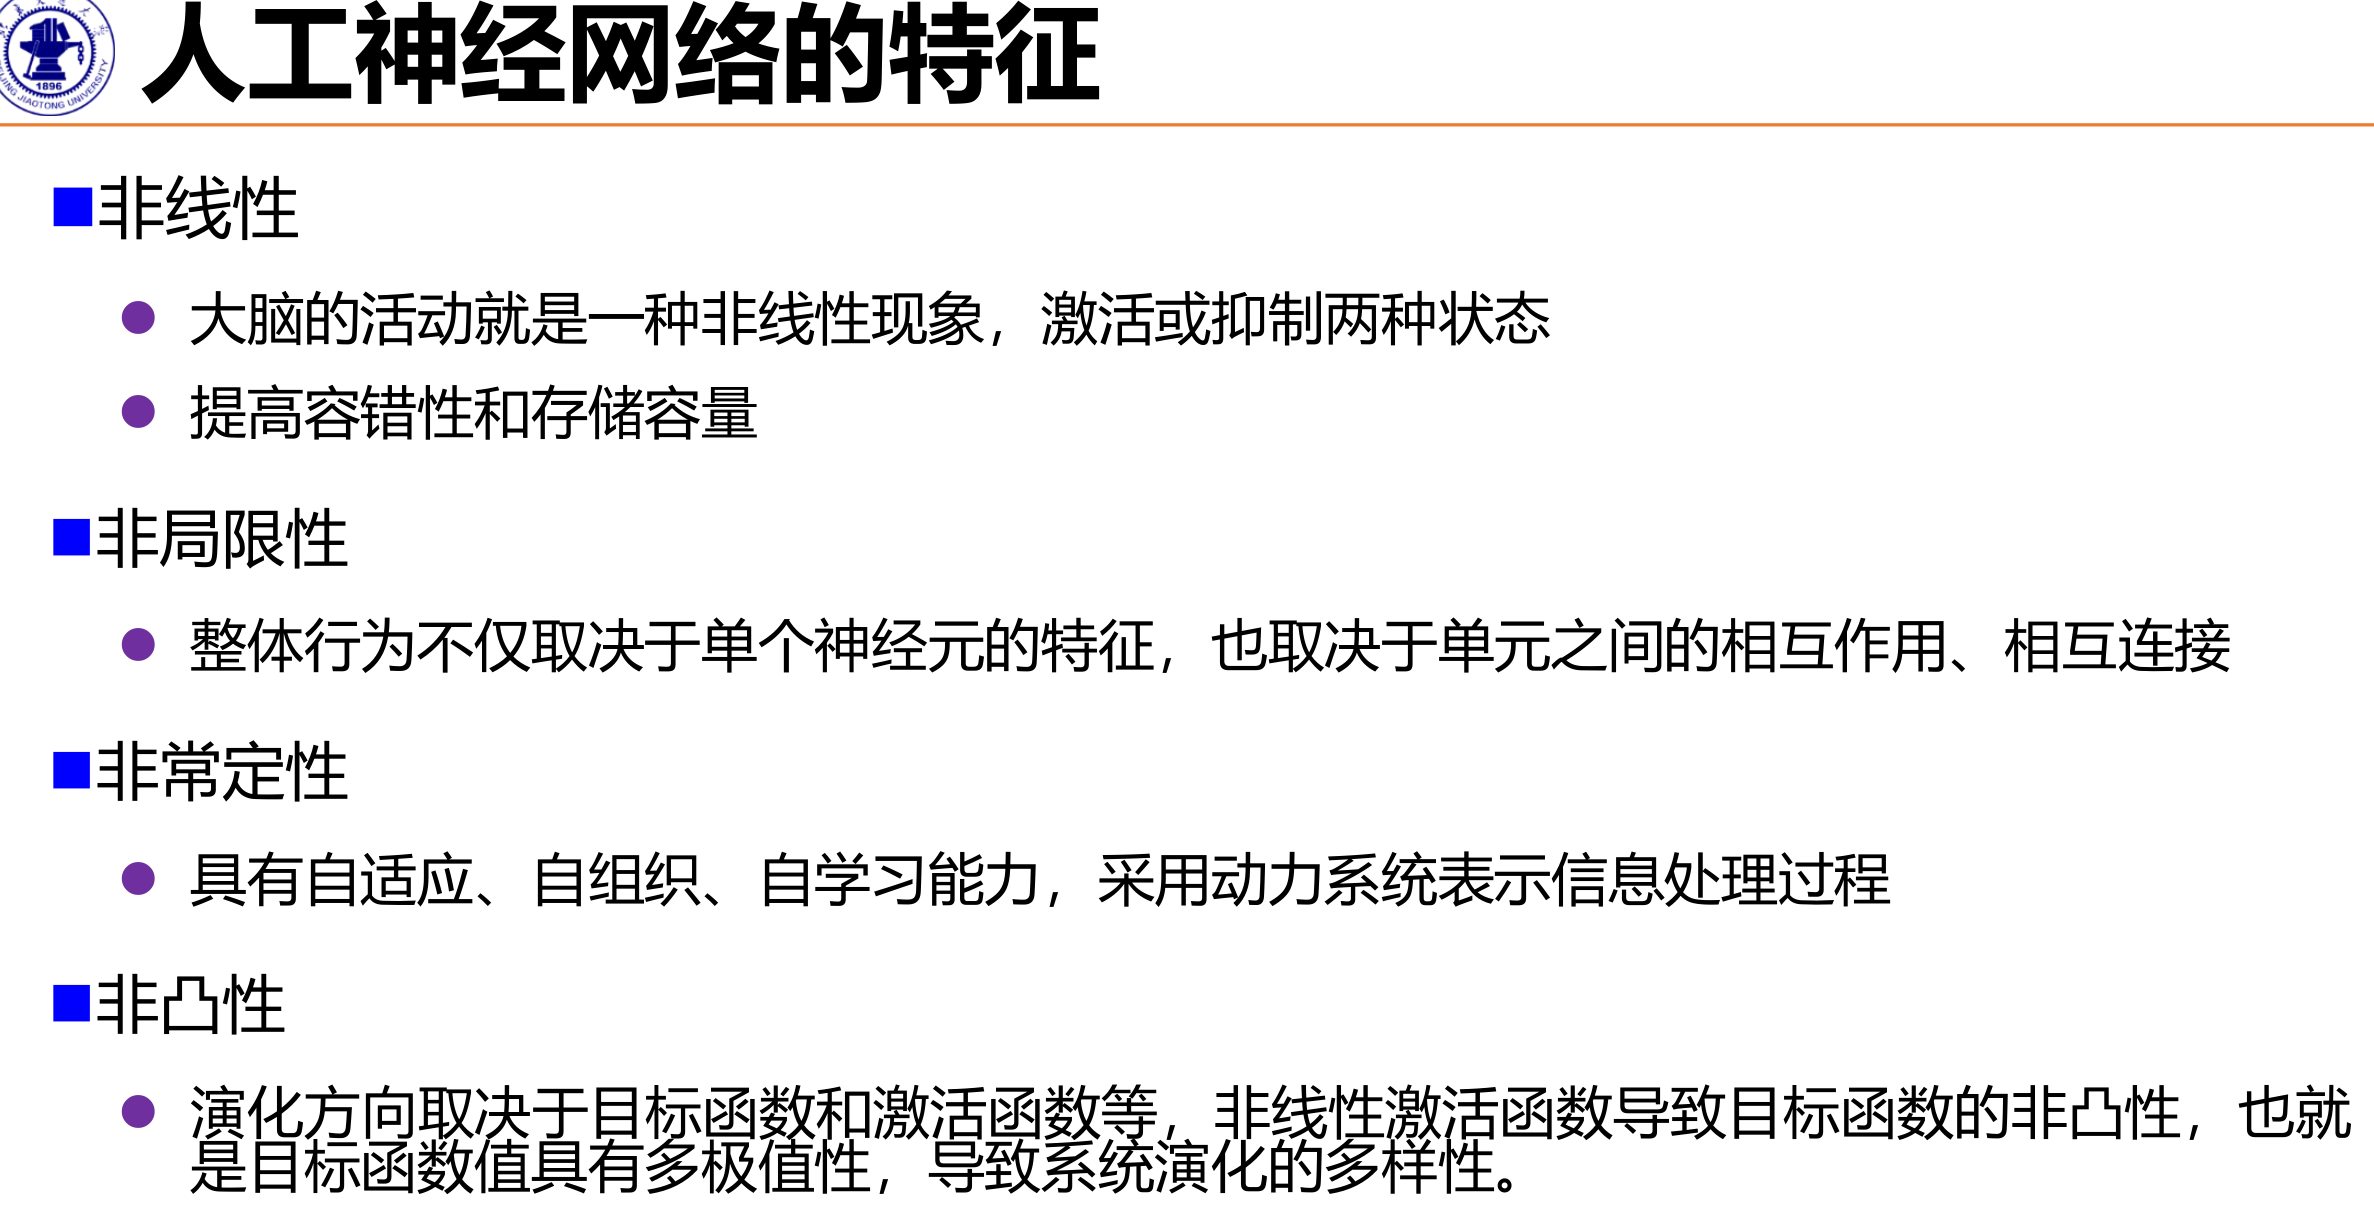 人工神经网络的特征
1896
JIAOTONG UNIVERSITY
非线性
大脑的活动就是一种非线性现象，激活或抑制两种状态
提高容错性和存储容量
非局限性
整体行为不仅取决于单个神经元的特征，也取决于单元之间的相互作用、相互连接
非常定性
具有自适应、自组织、自学习能力，采用动力系统表示信息处理过程
非凸性
演化方向取决于目标函数和激活函数等，非线性激活函数导致目标函数的非凸性，也就
是目标函数值具有多极值性，导致系统演化的多样性。